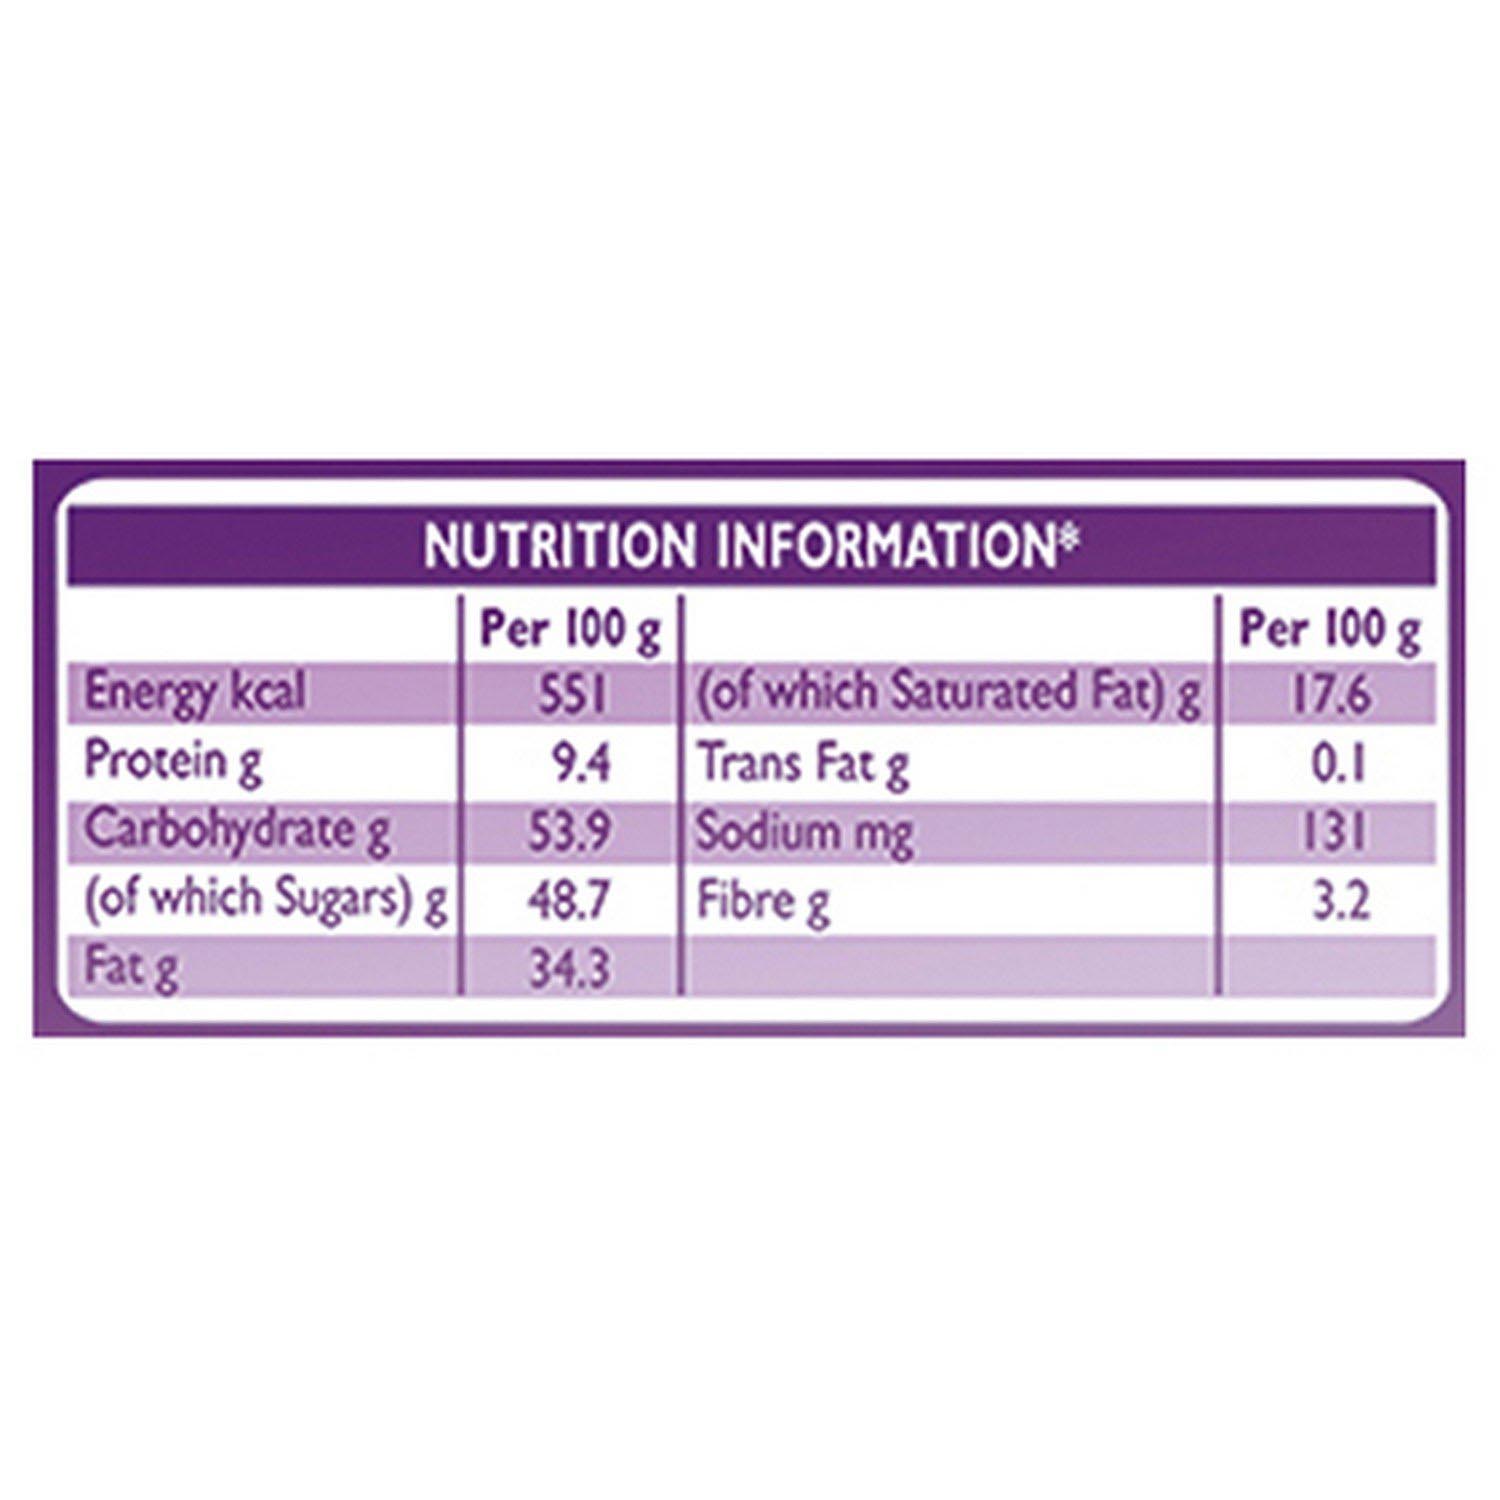 NUTRITION INFORMATION*
Per 100 g Per 100 g
Energy kcal 551 (of which Saturated Fat) g 17.6
Protein g 9.4 Trans Fat g 0.1
Carbohydrate g 53.9 Sodium mg 131
(of which Sugars) g 48.7 Fibre g 3.2
Fat g 34.3